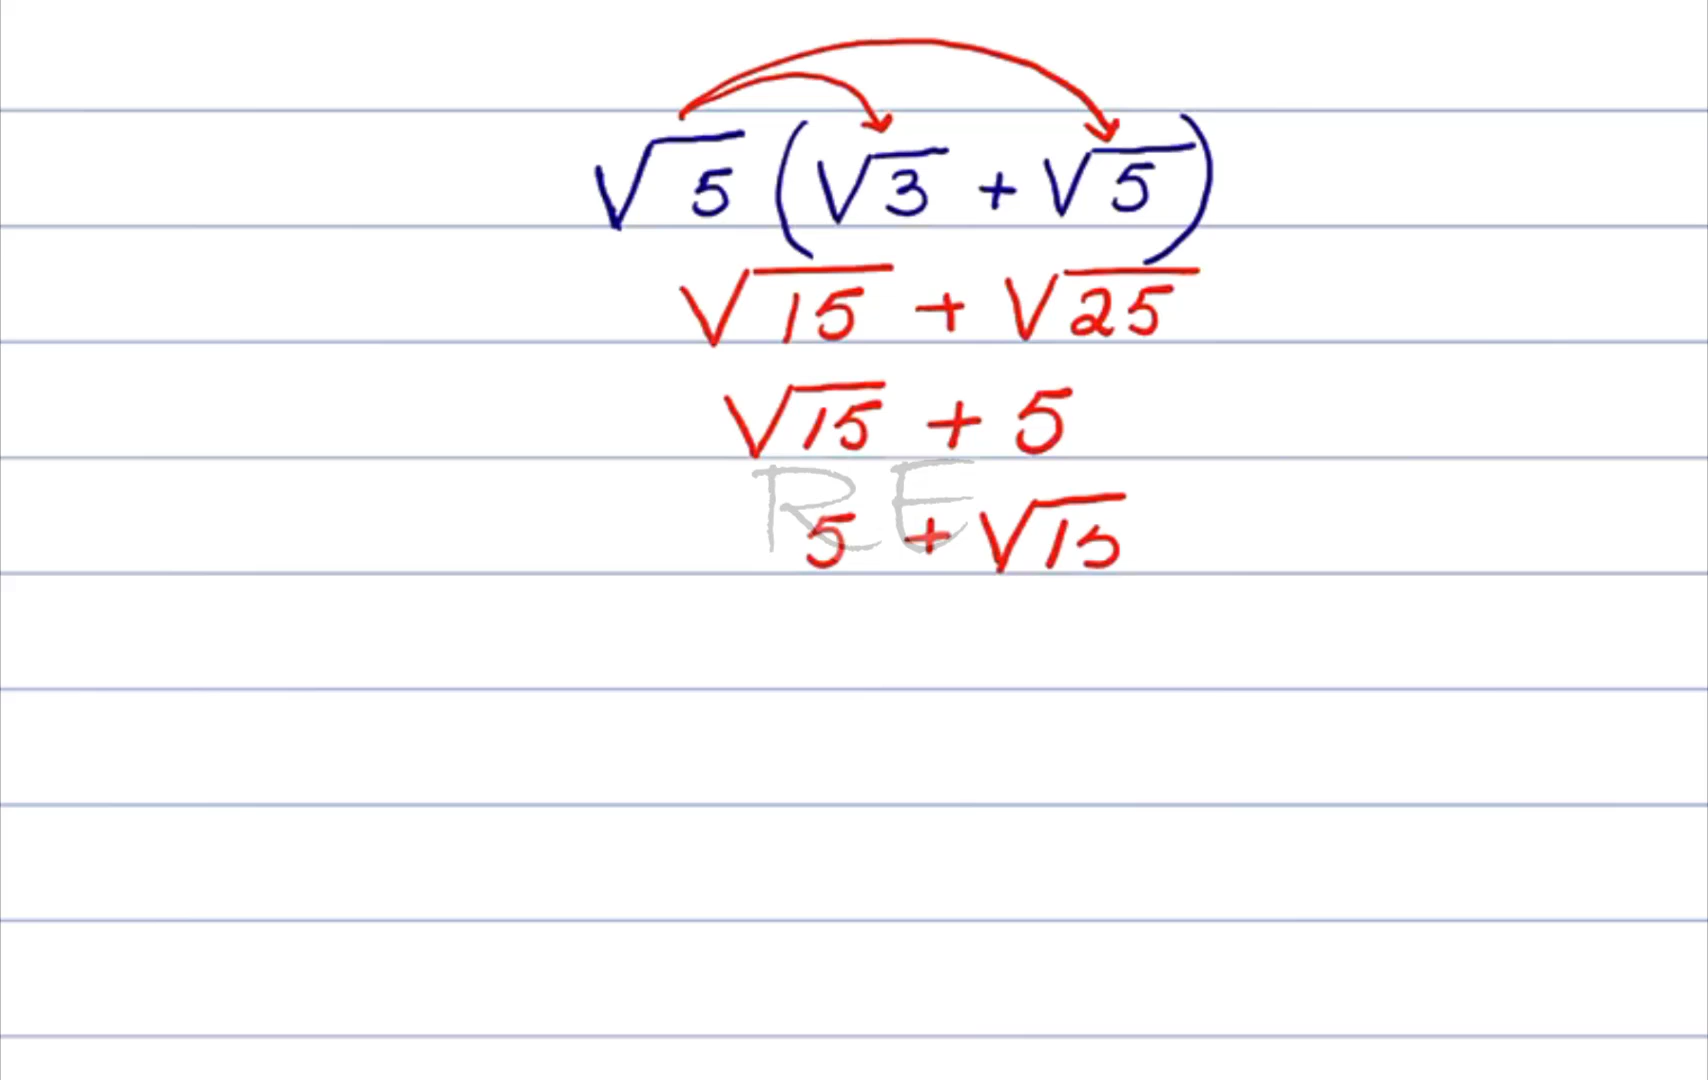 √5 (√3 + √5)
√15 + √25
√15 + 5
RE
5 + √15